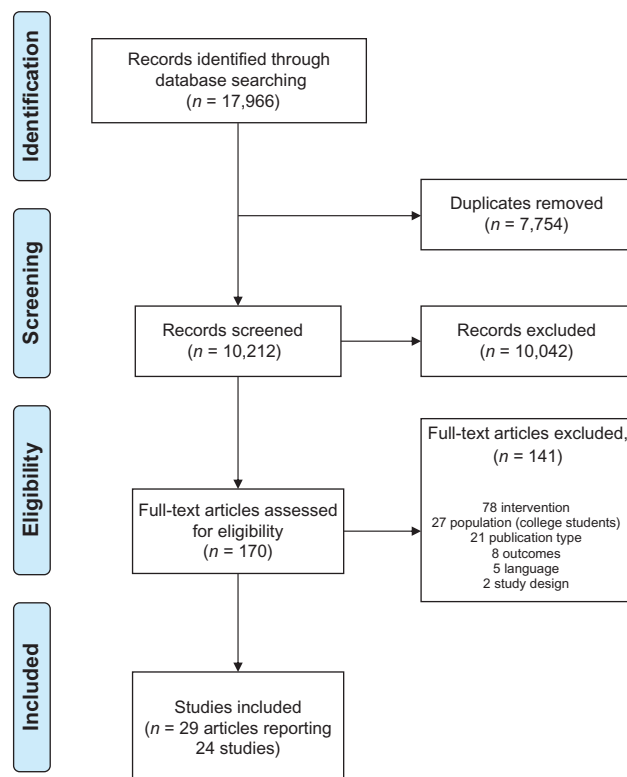 Identification
Records identified through
database searching
(n = 17,966)
Duplicates removed
(n = 7,754)
Screening
Records screened
(n = 10,212)
Records excluded
(n = 10,042)
Eligibility
Full-text articles assessed
for eligibility
(n = 170)
Full-text articles excluded,
(n = 141)
78 intervention
27 population (college students)
21 publication type
8 outcomes
5 language
2 study design
Included
Studies included
(n = 29 articles reporting
24 studies)